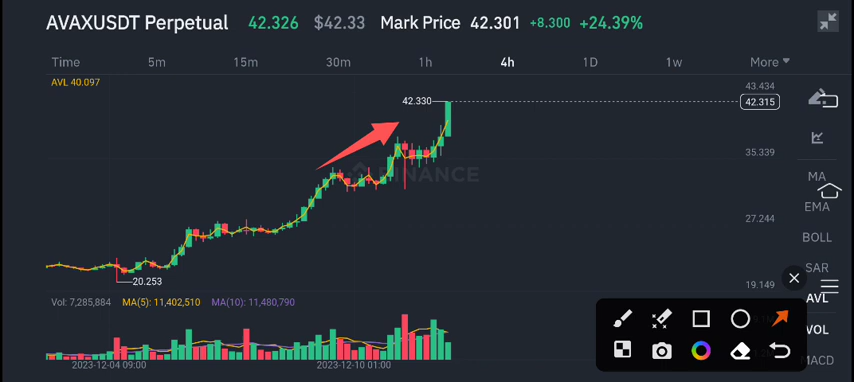 AVAXUSDT Perpetual 42.326 $42.33 Mark Price 42.301 +8.300 +24.39%
Time 5m 15m 30m 1h 4h 1D 1w More
AVL 40.097
43.434
42.330
42.315
35.339
MA
BINANCE
EMA
27.244
BOLL
SAR
20.253
19.149
AVL
Vol: 7,285,884 MA(5): 11,402,510 MA(10): 11,480,790
VOL
MACD
2023-12-04 09:00 2023-12-10 01:00